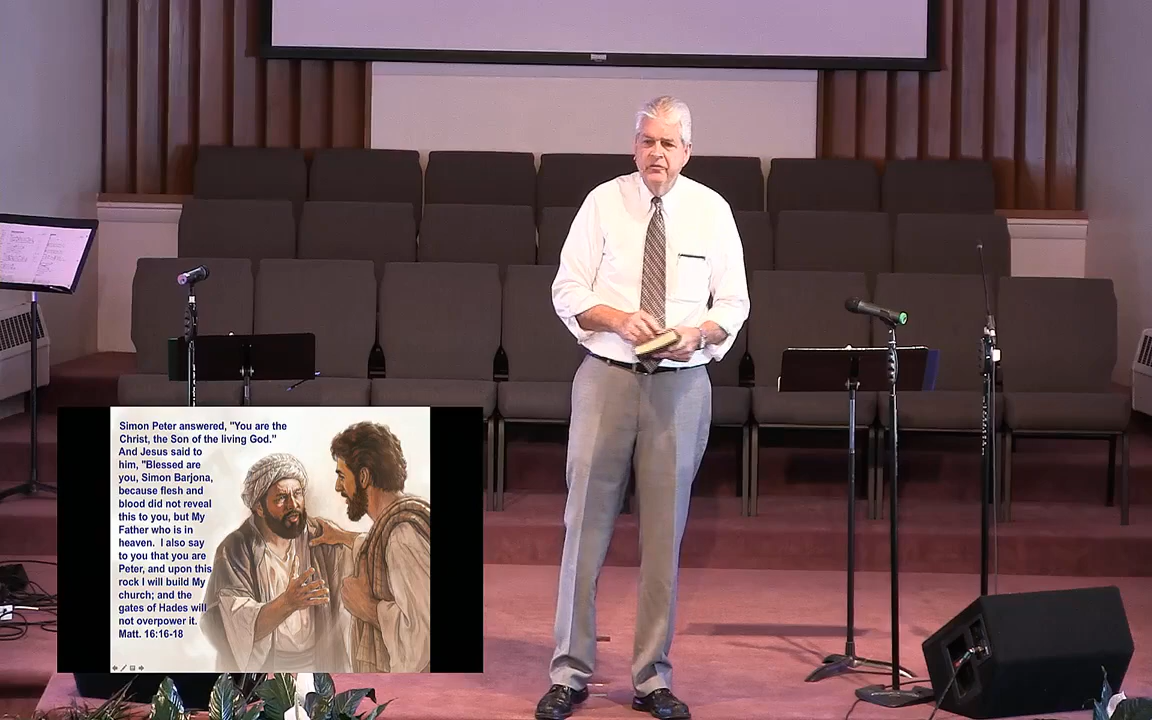 Simon Peter answered, "You are the
Christ, the Son of the living God."
And Jesus said to
him, "Blessed are
you, Simon Barjona,
because flesh and
blood did not reveal
this to you, but My
Father who is in
heaven. I also say
to you that you are
Peter, and upon this
rock I will build My
church; and the
gates of Hades will
not overpower it.
Matt. 16:16-18